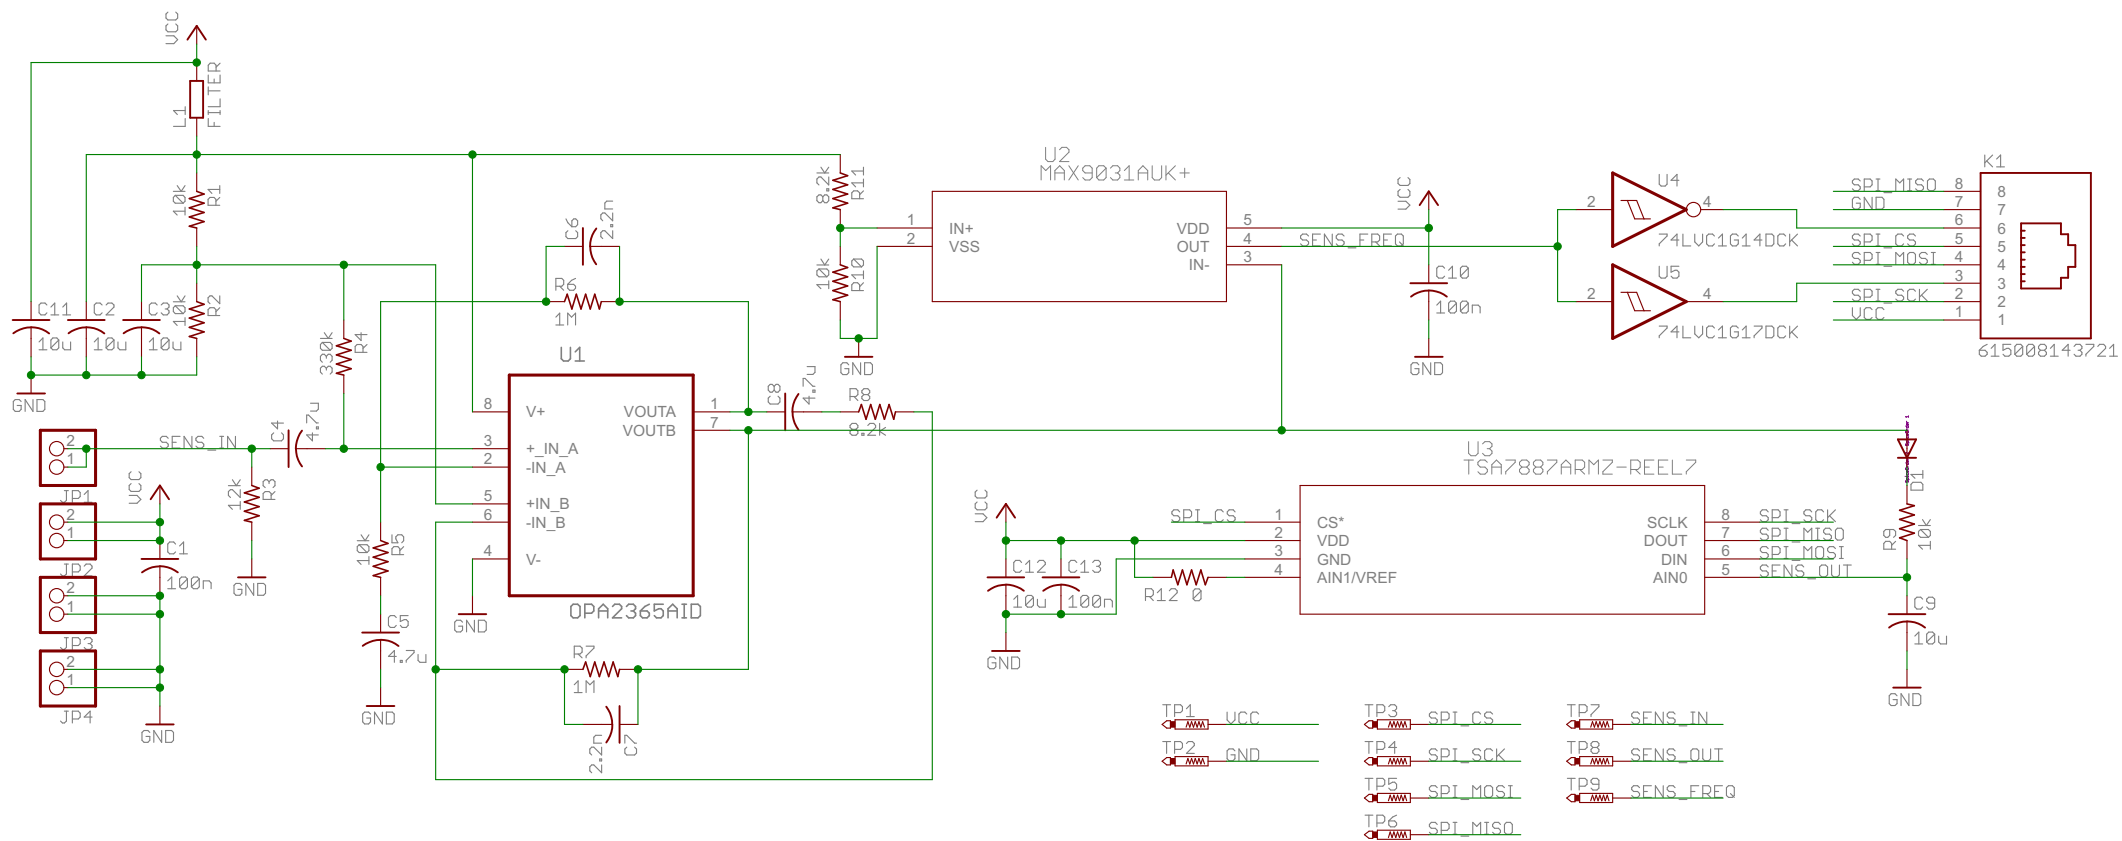 VCC
L1
FILTER
10k
R1
10k
R2
C11
10u
C2
10u
C3
10u
GND
330k
R4
C6
2.2n
R6
1M
U1
8
V+
3
+_IN_A
2
-IN_A
5
+IN_B
6
-IN_B
4
V-
VOUTA
1
VOUTB
7
OPA2365AID
GND
C8
4.7u
R8
8.2k
8.2k
R11
10k
R10
GND
U2
MAX9031AUK+
1
IN+
2
VSS
VDD
5
OUT
4
IN-
3
SENS_FREQ
VCC
C10
100n
GND
U4
2
4
74LVC1G14DCK
U5
2
4
74LVC1G17DCK
K1
SPI_MISO
8
8
GND
7
7
6
6
SPI_CS
5
5
SPI_MOSI
4
4
3
3
SPI_SCK
2
2
VCC
1
1
615008143721
2
1
JP1
SENS_IN
C4
4.7u
12k
R3
GND
VCC
2
1
JP2
C1
100n
2
1
JP3
2
1
JP4
GND
10k
R5
C5
4.7u
GND
R7
1M
2.2n
C7
U3
TSA7887ARMZ-REEL7
VCC
SPI_CS
1
CS*
2
VDD
3
GND
4
AIN1/VREF
C12
10u
C13
100n
R12
0
GND
SCLK
8
SPI_SCK
DOUT
7
SPI_MISO
DIN
6
SPI_MOSI
AIN0
5
SENS_OUT
D1
R9
10k
C9
10u
GND
TP1
VCC
TP2
GND
TP3
SPI_CS
TP4
SPI_SCK
TP5
SPI_MOSI
TP6
SPI_MISO
TP7
SENS_IN
TP8
SENS_OUT
TP9
SENS_FREQ